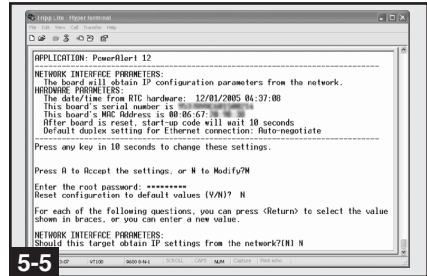 Tripp Lite - HyperTerminal
File Edit View Call Transfer Help
APPLICATION: PowerAlert 12
NETWORK INTERFACE PARAMETERS:
The board will obtain IP configuration parameters from the network.
HARDWARE PARAMETERS:
The date/time from RTC hardware: 12/01/2005 04:37:08
This board's serial number is
This board's MAC Address is 00:06:67:
After board is reset, start-up code will wait 10 seconds
Default duplex setting for Ethernet connection: Auto-negotiate
Press any key in 10 seconds to change these settings.
Press A to Accept the settings, or N to Modify?N
Enter the root password: *********
Reset configuration to default values (Y/N)? N
For each of the following questions, you can press <Return> to select the value
shown in braces, or you can enter a new value.
NETWORK INTERFACE PARAMETERS:
Should this target obtain IP settings from the network?[N] N
5-5
VT100 9600 8-N-1 SCROLL CAPS NUM Capture Print echo